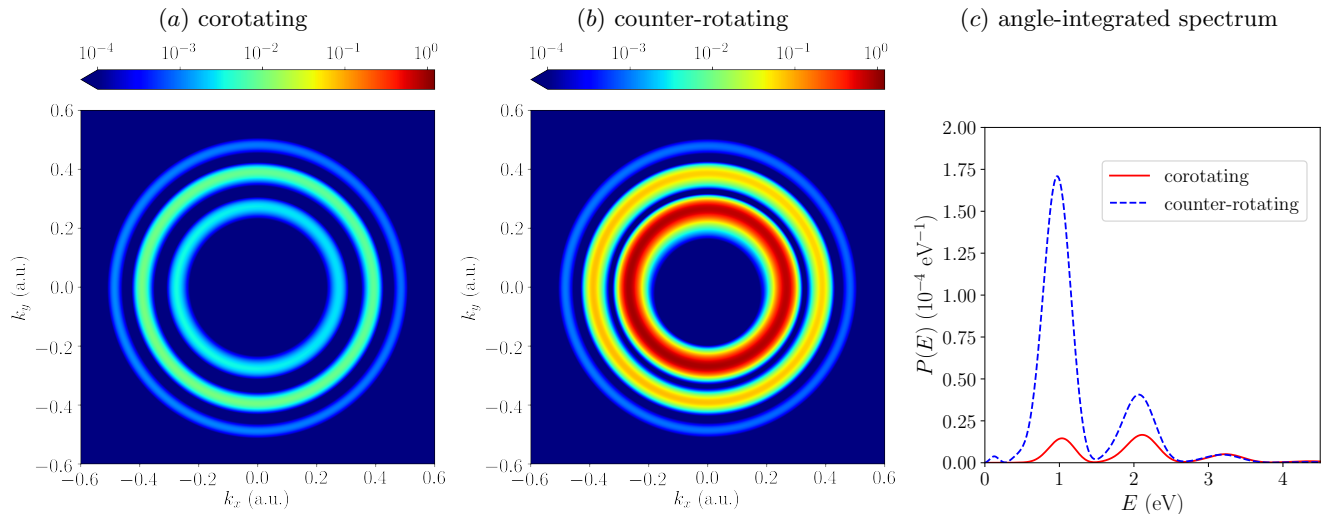 (a) corotating
(b) counter-rotating
(c) angle-integrated spectrum
10⁻⁴ 10⁻³ 10⁻² 10⁻¹ 10⁰
10⁻⁴ 10⁻³ 10⁻² 10⁻¹ 10⁰
0.6
0.4
0.2
0.0
−0.2
−0.4
−0.6
k_y (a.u.)
−0.6 −0.4 −0.2 0.0 0.2 0.4 0.6
k_x (a.u.)
0.6
0.4
0.2
0.0
−0.2
−0.4
−0.6
k_y (a.u.)
−0.6 −0.4 −0.2 0.0 0.2 0.4 0.6
k_x (a.u.)
2.00
1.75
1.50
1.25
1.00
0.75
0.50
0.25
0.00
P(E) (10⁻⁴ eV⁻¹)
corotating
counter-rotating
0 1 2 3 4
E (eV)